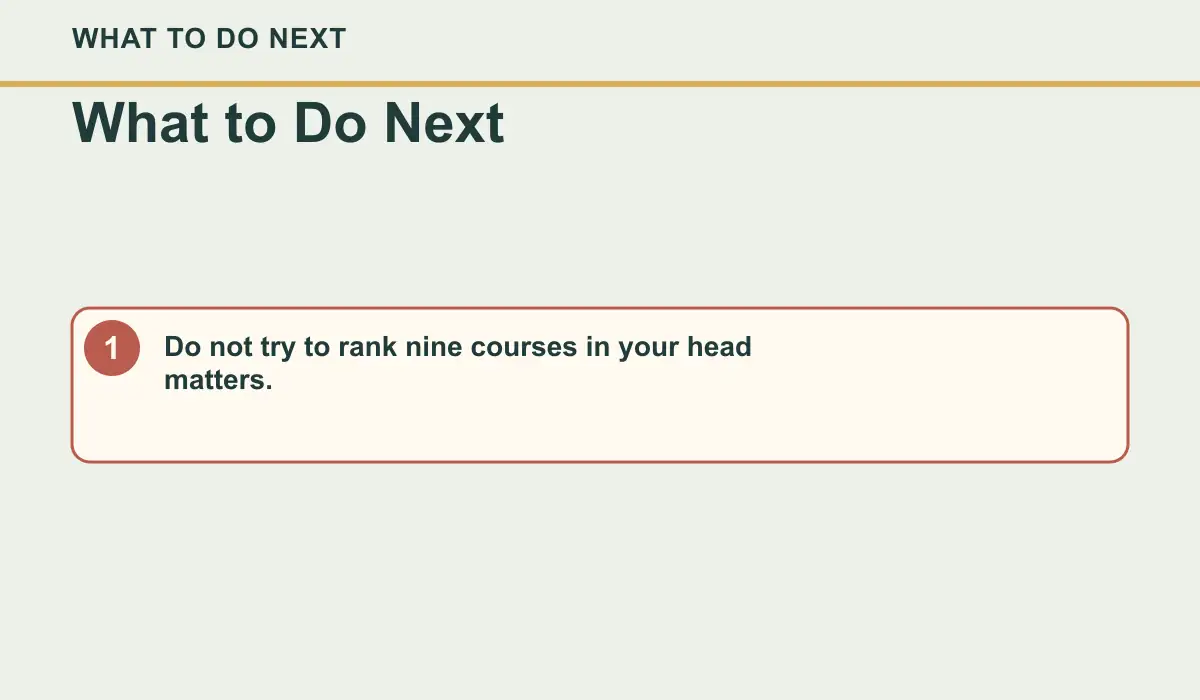 WHAT TO DO NEXT
What to Do Next
1
Do not try to rank nine courses in your head
matters.